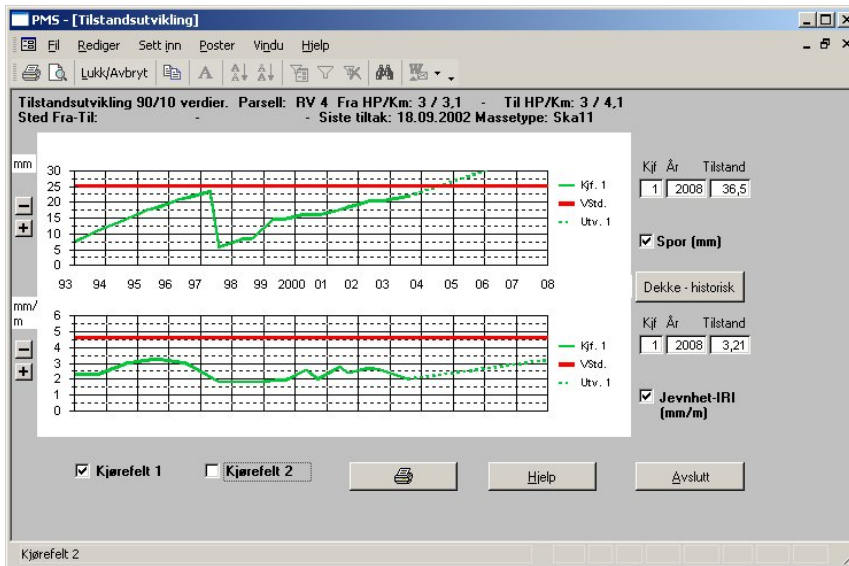 PMS - [Tilstandsutvikling]
Fil Rediger Sett inn Poster Vindu Hjelp
Lukk/Avbryt
Tilstandsutvikling 90/10 verdier. Parsell: RV 4 Fra HP/Km: 3 / 3,1 - Til HP/Km: 3 / 4,1
Sted Fra-Til: - - Siste tiltak: 18.09.2002 Massetype: Ska11
mm
30
25
20
15
10
5
0
93 94 95 96 97 98 99 2000 01 02 03 04 05 06 07 08
Kjf. 1
VStd.
Utv. 1
Kjf År Tilstand
1 2008 36,5
Spor (mm)
Dekke - historisk
mm/
m
6
5
4
3
2
1
0
Kjf. 1
VStd.
Utv. 1
Kjf År Tilstand
1 2008 3,21
Jevnhet-IRI
(mm/m)
Kjørefelt 1 Kjørefelt 2 Hjelp Avslutt
Kjørefelt 2